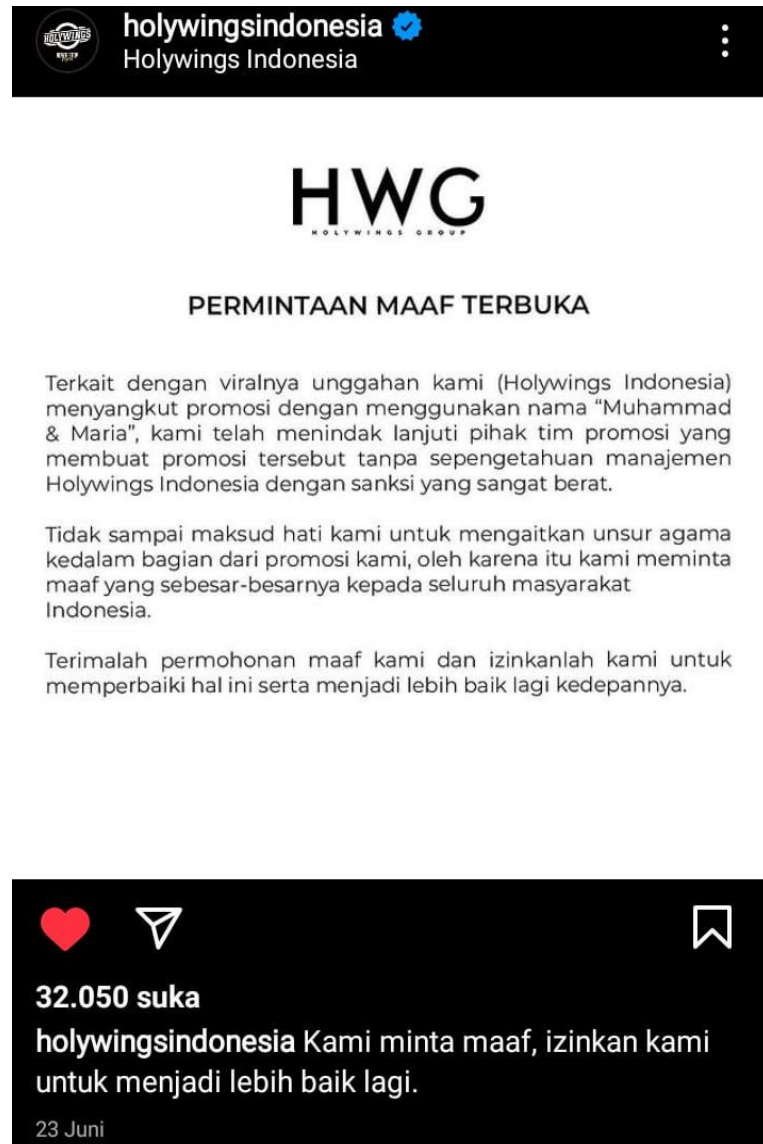 HOLYWINGS
holywingsindonesia
Holywings Indonesia
HWG
HOLYWINGS GROUP
PERMINTAAN MAAF TERBUKA
Terkait dengan viralnya unggahan kami (Holywings Indonesia)
menyangkut promosi dengan menggunakan nama “Muhammad
& Maria”, kami telah menindak lanjuti pihak tim promosi yang
membuat promosi tersebut tanpa sepengetahuan manajemen
Holywings Indonesia dengan sanksi yang sangat berat.
Tidak sampai maksud hati kami untuk mengaitkan unsur agama
kedalam bagian dari promosi kami, oleh karena itu kami meminta
maaf yang sebesar-besarnya kepada seluruh masyarakat
Indonesia.
Terimalah permohonan maaf kami dan izinkanlah kami untuk
memperbaiki hal ini serta menjadi lebih baik lagi kedepannya.
32.050 suka
holywingsindonesia Kami minta maaf, izinkan kami
untuk menjadi lebih baik lagi.
23 Juni